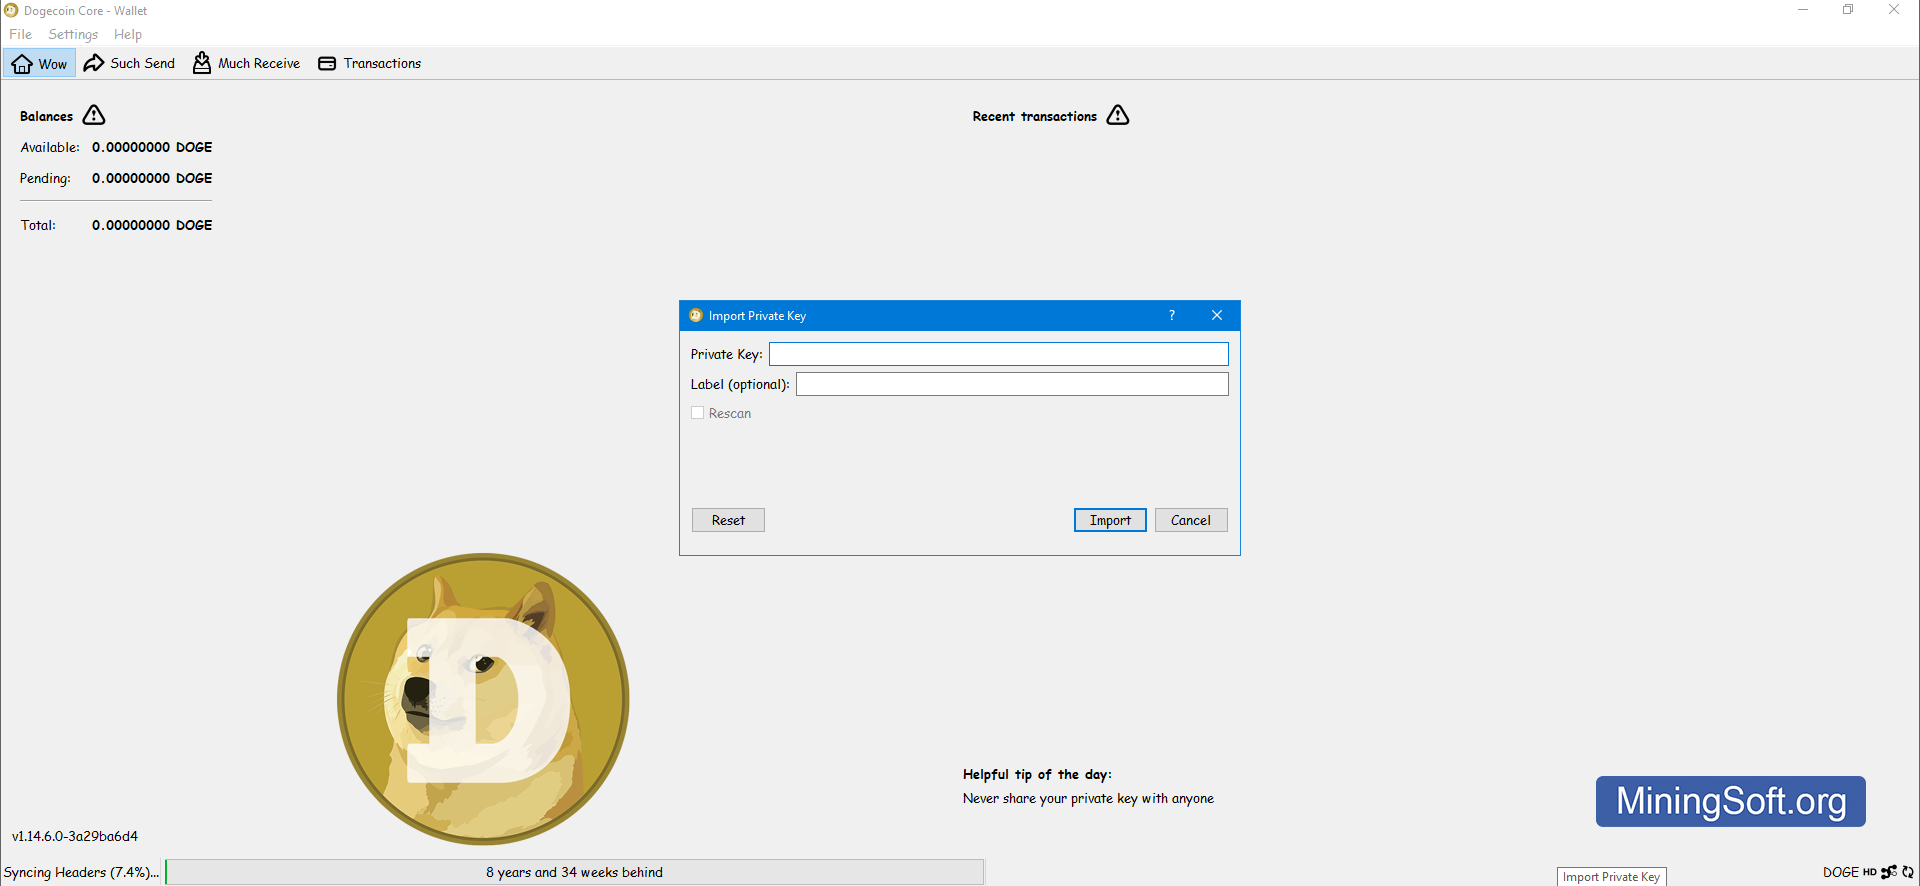 Dogecoin Core - Wallet
File Settings Help
Wow Such Send Much Receive Transactions
Balances
Recent transactions
Available: 0.00000000 DOGE
Pending: 0.00000000 DOGE
Total: 0.00000000 DOGE
Import Private Key ?
Private Key:
Label (optional):
Rescan
Reset Import Cancel
D
Helpful tip of the day:
Never share your private key with anyone
MiningSoft.org
v1.14.6.0-3a29ba6d4
Syncing Headers (7.4%)... 8 years and 34 weeks behind
Import Private Key
DOGE HD